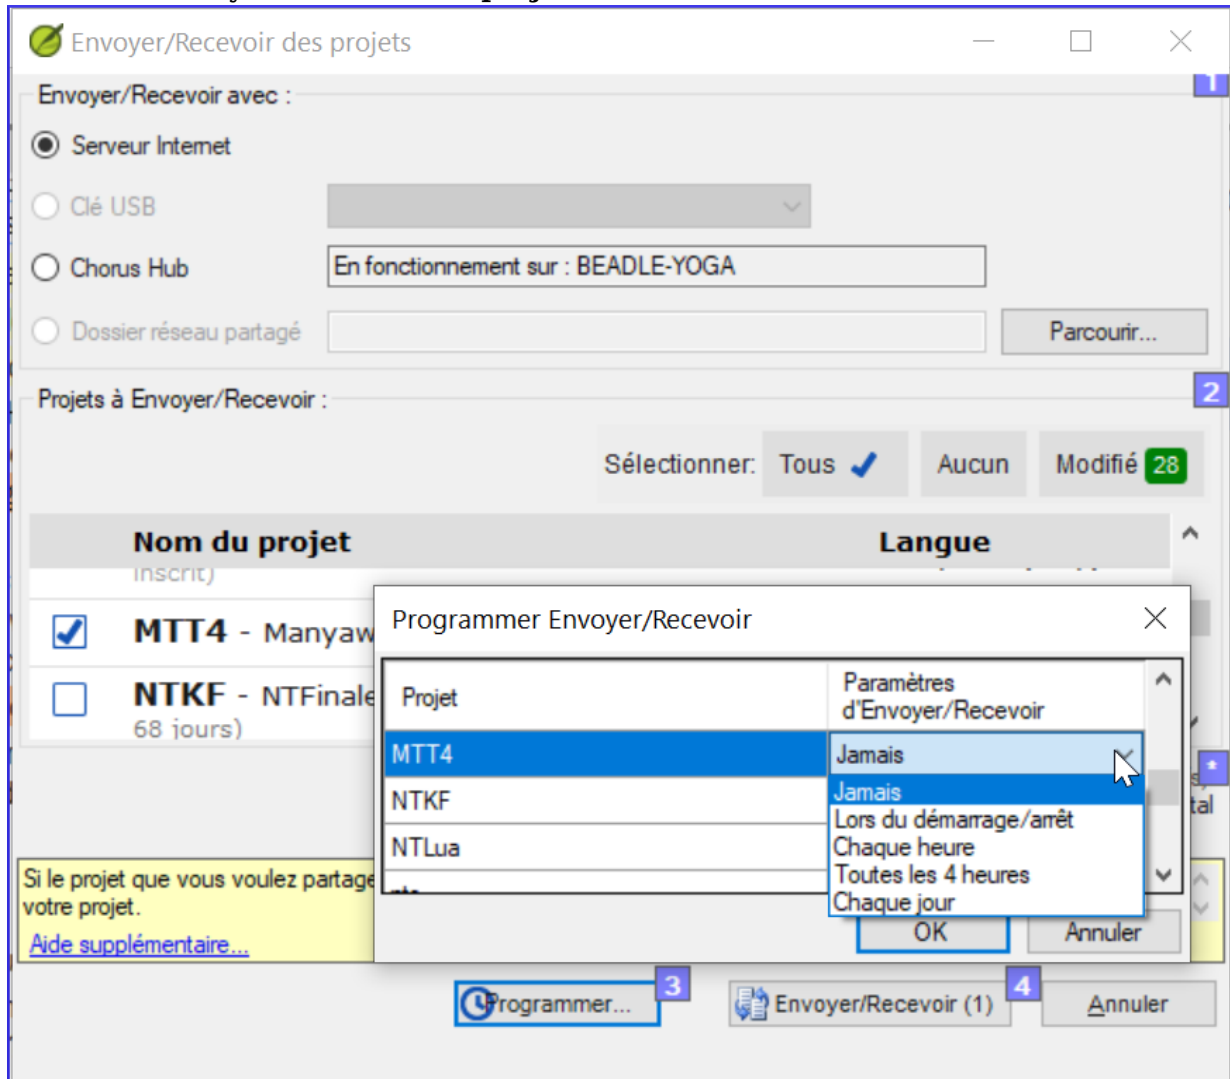 Envoyer/Recevoir des projets
1
Envoyer/Recevoir avec :
Serveur Internet
Clé USB
Chorus Hub
En fonctionnement sur : BEADLE-YOGA
Dossier réseau partagé
Parcourir...
2
Projets à Envoyer/Recevoir :
Sélectionner: Tous Aucun Modifié 28
Nom du projet Langue
inscrit)
MTT4 - Manyaw
NTKF - NTFinale
68 jours)
Programmer Envoyer/Recevoir
Projet
Paramètres
d'Envoyer/Recevoir
MTT4 Jamais
NTKF
NTLua
Jamais
Lors du démarrage/arrêt
Chaque heure
Toutes les 4 heures
Chaque jour
OK Annuler
*
s,
tal
Si le projet que vous voulez partage
votre projet.
Aide supplémentaire...
3
4
Programmer... Envoyer/Recevoir (1) Annuler